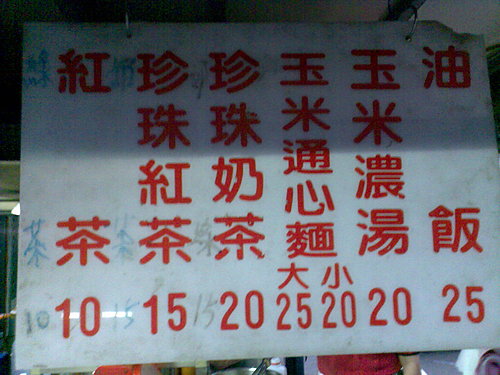 油飯 25
玉米濃湯 20
玉米通心麵 大25 小20
珍珠奶茶 20
珍珠紅茶 15
紅茶 10